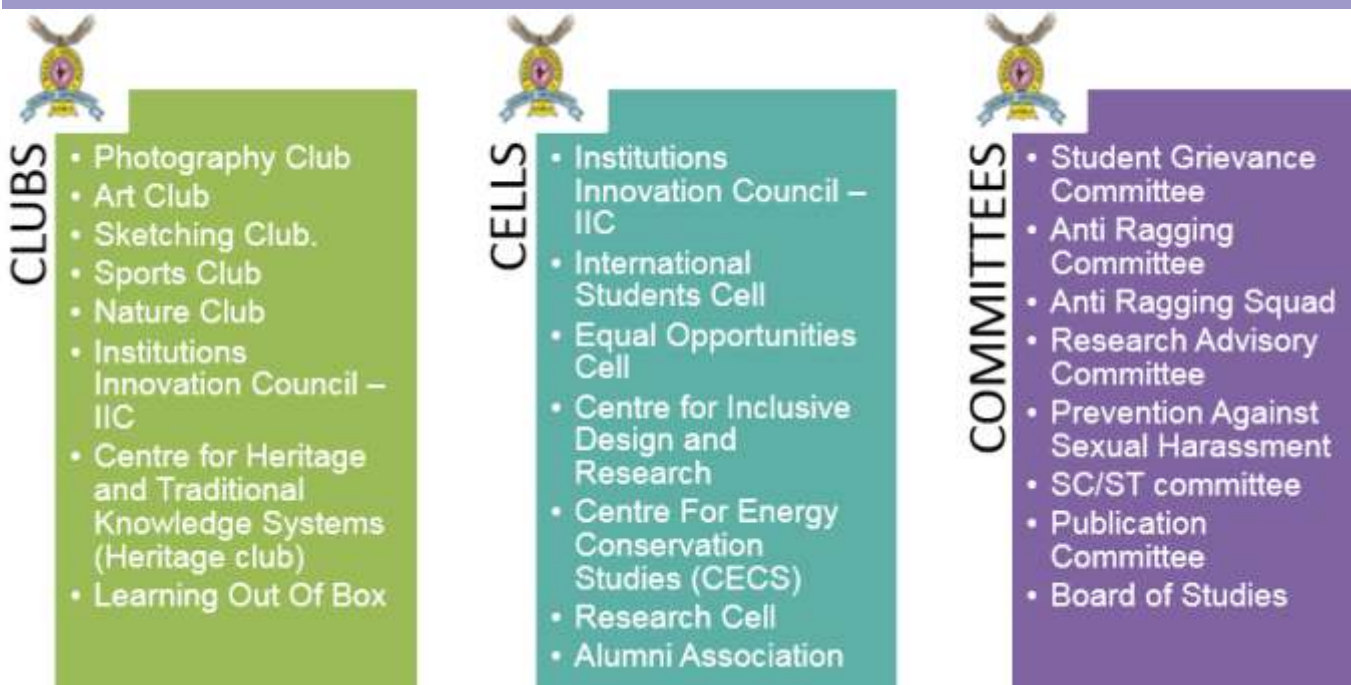 CLUBS
• Photography Club
• Art Club
• Sketching Club.
• Sports Club
• Nature Club
• Institutions
Innovation Council –
IIC
• Centre for Heritage
and Traditional
Knowledge Systems
(Heritage club)
• Learning Out Of Box
CELLS
• Institutions
Innovation Council –
IIC
• International
Students Cell
• Equal Opportunities
Cell
• Centre for Inclusive
Design and
Research
• Centre For Energy
Conservation
Studies (CECS)
• Research Cell
• Alumni Association
COMMITTEES
• Student Grievance
Committee
• Anti Ragging
Committee
• Anti Ragging Squad
• Research Advisory
Committee
• Prevention Against
Sexual Harassment
• SC/ST committee
• Publication
Committee
• Board of Studies